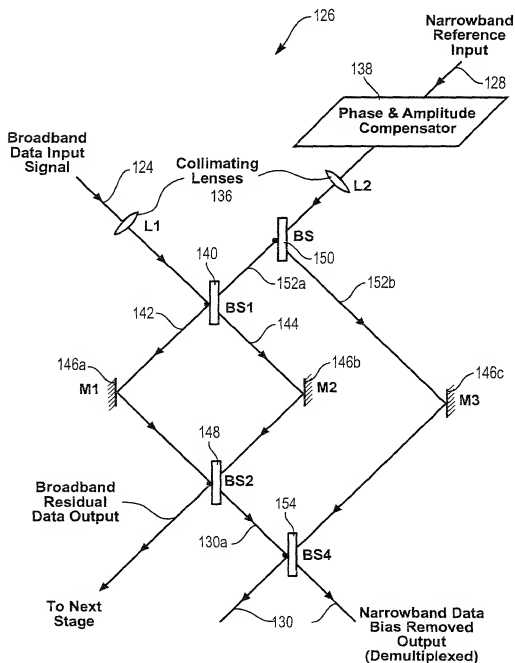 126
Narrowband
Reference
Input
128
138
Phase & Amplitude
Compensator
Broadband
Data Input
Signal
124
Collimating
Lenses
136
L1
L2
BS
150
140
BS1
152a
152b
142
144
146a
M1
146b
M2
146c
M3
148
BS2
Broadband
Residual
Data Output
130a
154
BS4
To Next
Stage
130
Narrowband Data
Bias Removed
Output
(Demultiplexed)